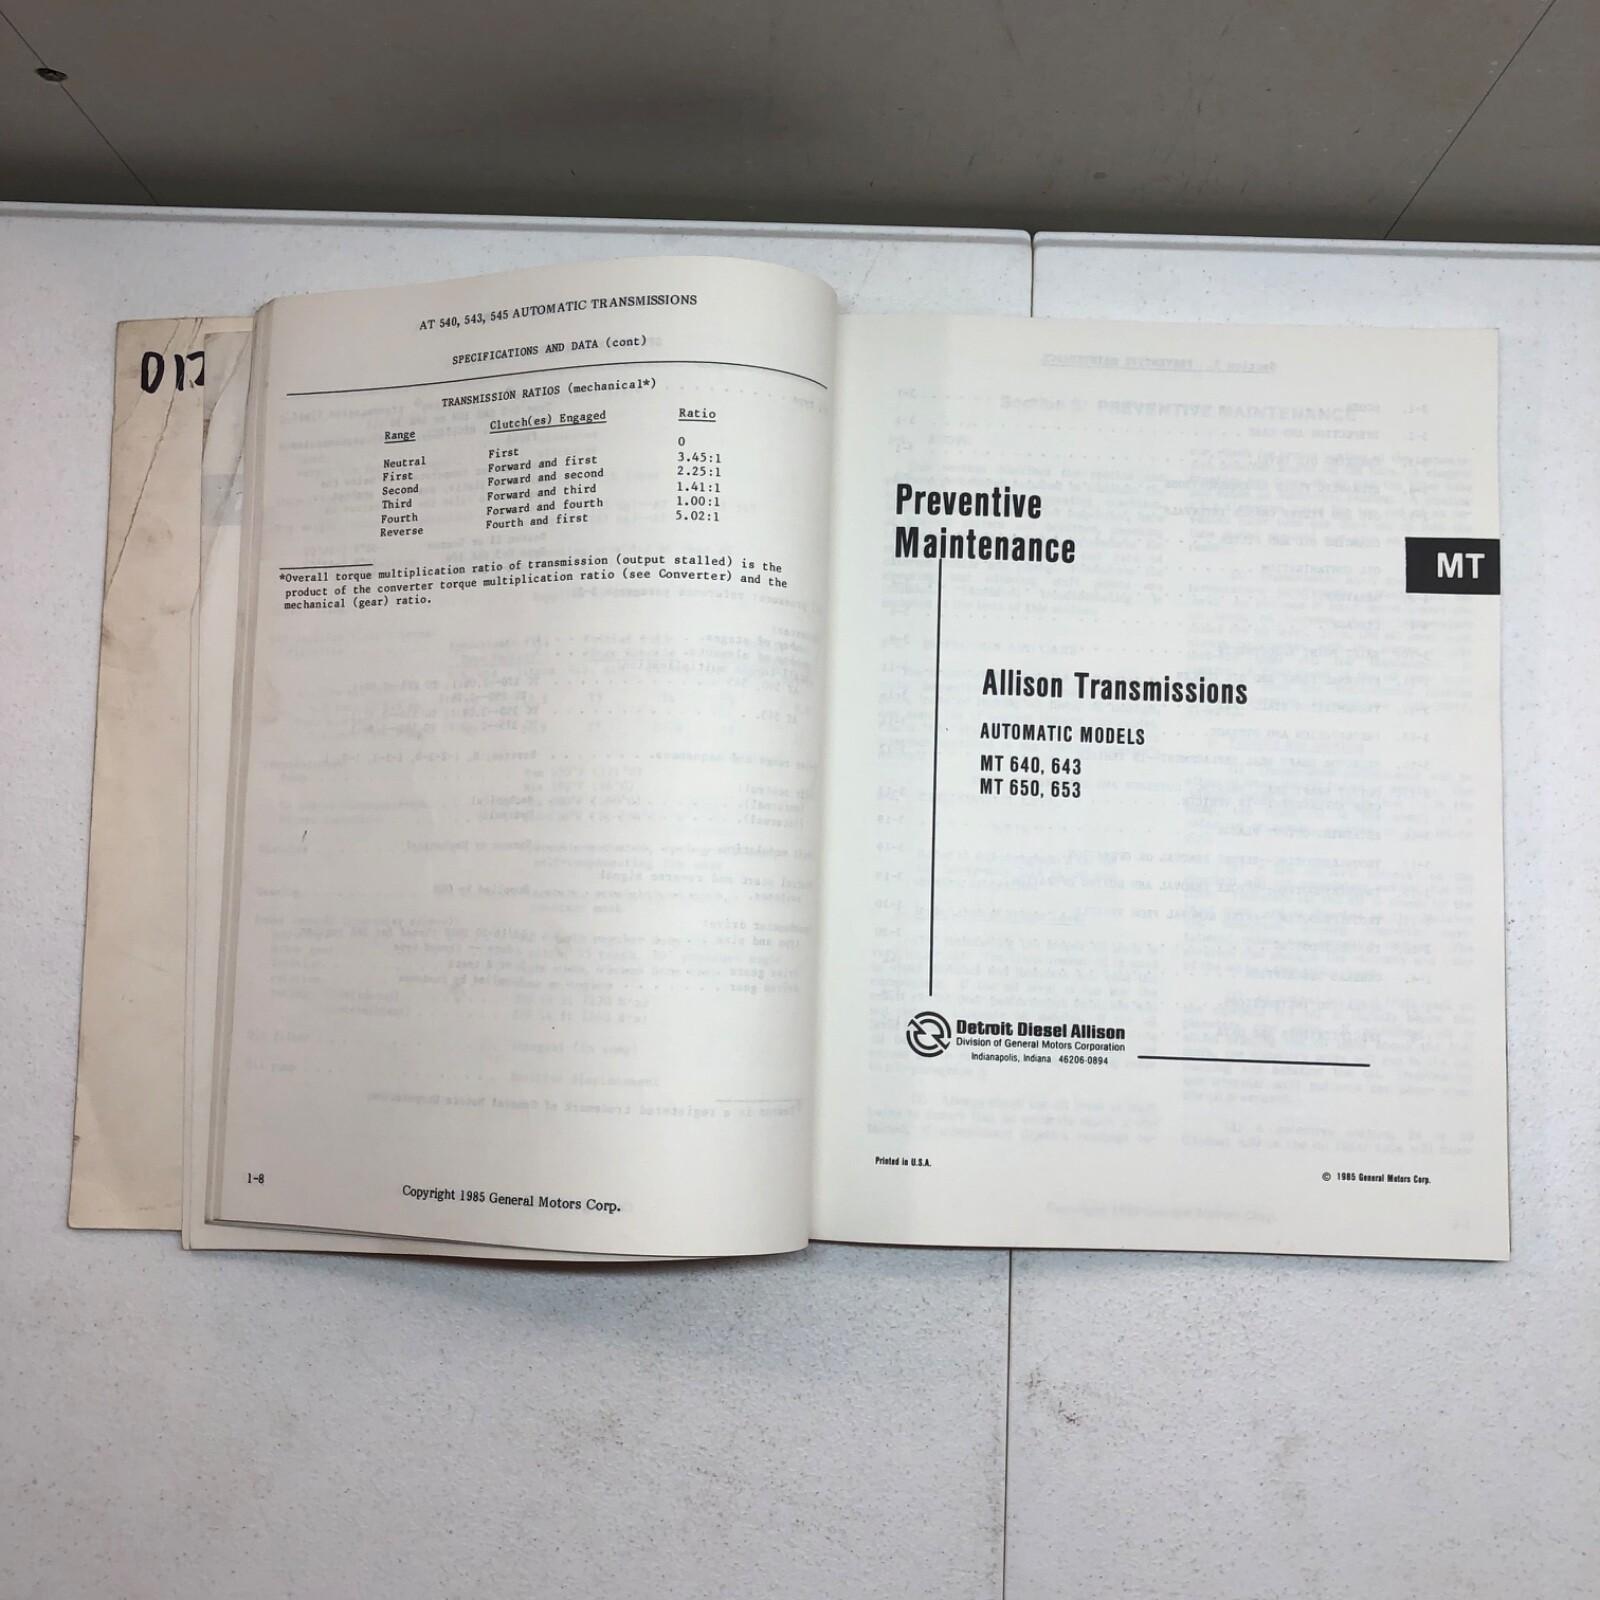 D12
AT 540, 543, 545 AUTOMATIC TRANSMISSIONS
SPECIFICATIONS AND DATA (cont)
TRANSMISSION RATIOS (mechanical*)
Range Clutch(es) Engaged Ratio
Neutral First 0
First Forward and first 3.45:1
Second Forward and second 2.25:1
Third Forward and third 1.41:1
Fourth Forward and fourth 1.00:1
Reverse Fourth and first 5.02:1
*Overall torque multiplication ratio of transmission (output stalled) is the
product of the converter torque multiplication ratio (see Converter) and the
mechanical (gear) ratio.
1-8
Copyright 1985 General Motors Corp.
Preventive
Maintenance
MT
Allison Transmissions
AUTOMATIC MODELS
MT 640, 643
MT 650, 653
Detroit Diesel Allison
Division of General Motors Corporation
Indianapolis, Indiana 46206-0894
Printed in U.S.A.
© 1985 General Motors Corp.